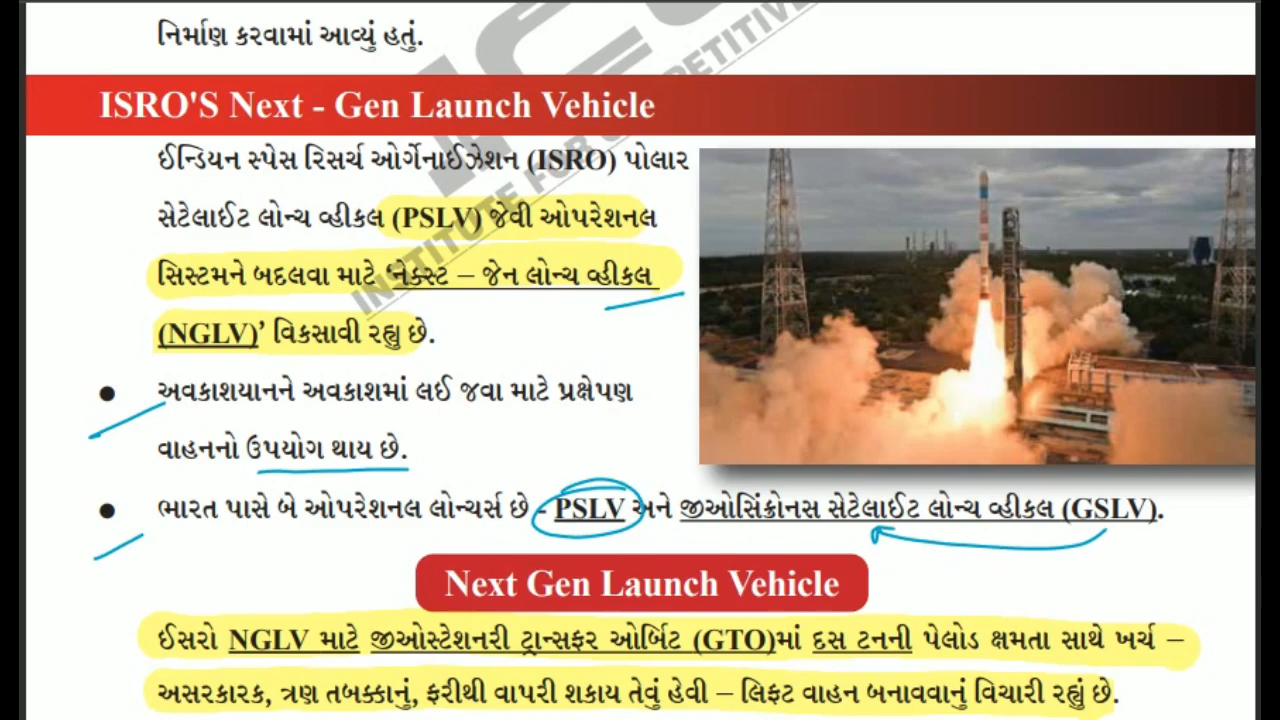 નિર્માણ કરવામાં આવ્યું હતું.
ISRO'S Next - Gen Launch Vehicle
ઈન્ડિયન સ્પેસ રિસર્ચ ઓર્ગેનાઈઝેશન (ISRO) પોલાર
સેટેલાઈટ લોન્ચ વ્હીકલ (PSLV) જેવી ઓપરેશનલ
સિસ્ટમને બદલવા માટે નેક્સ્ટ – જેન લોન્ચ વ્હીકલ
(NGLV)’ વિકસાવી રહ્યુ છે.
● અવકાશયાનને અવકાશમાં લઈ જવા માટે પ્રક્ષેપણ
વાહનનો ઉપયોગ થાય છે.
● ભારત પાસે બે ઓપરેશનલ લોન્ચર્સ છે - PSLV અને જીઓસિંક્રોનસ સેટેલાઈટ લોન્ચ વ્હીકલ (GSLV).
Next Gen Launch Vehicle
ઈસરો NGLV માટે જીઓસ્ટેશનરી ટ્રાન્સફર ઓર્બિટ (GTO)માં દસ ટનની પેલોડ ક્ષમતા સાથે ખર્ચ –
અસરકારક, ત્રણ તબક્કાનું, ફરીથી વાપરી શકાય તેવું હેવી – લિફ્ટ વાહન બનાવવાનું વિચારી રહ્યું છે.
INSTITUTE FOR COMPETITIVE